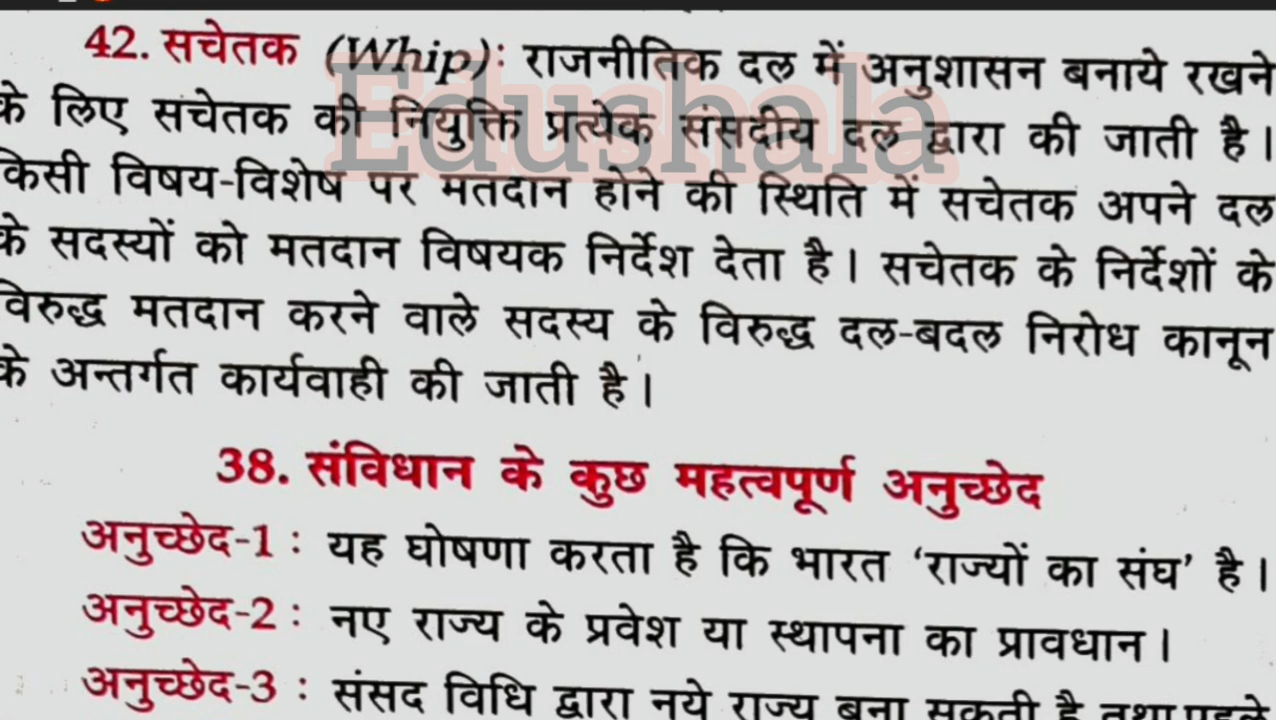 42. सचेतक (Whip): राजनीतिक दल में अनुशासन बनाये रखने
के लिए सचेतक की नियुक्ति प्रत्येक संसदीय दल द्वारा की जाती है।
किसी विषय-विशेष पर मतदान होने की स्थिति में सचेतक अपने दल
के सदस्यों को मतदान विषयक निर्देश देता है। सचेतक के निर्देशों के
विरुद्ध मतदान करने वाले सदस्य के विरुद्ध दल-बदल निरोध कानून
के अन्तर्गत कार्यवाही की जाती है।
38. संविधान के कुछ महत्वपूर्ण अनुच्छेद
अनुच्छेद-1 : यह घोषणा करता है कि भारत ‘राज्यों का संघ’ है।
अनुच्छेद-2 : नए राज्य के प्रवेश या स्थापना का प्रावधान।
अनुच्छेद-3 : संसद विधि द्वारा नये राज्य बना सकती है तथा पहले
Edushala